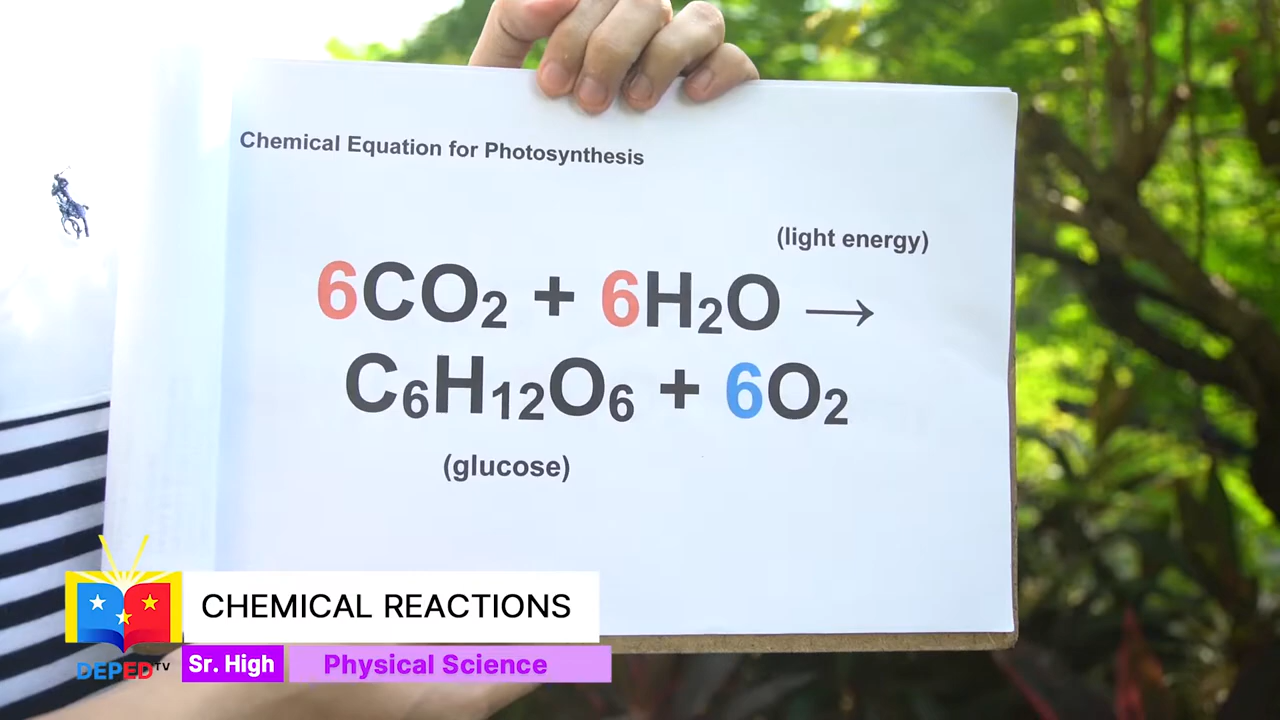 Chemical Equation for Photosynthesis
(light energy)
6CO₂ + 6H₂O →
C₆H₁₂O₆ + 6O₂
(glucose)
CHEMICAL REACTIONS
DEPED TV
Sr. High
Physical Science